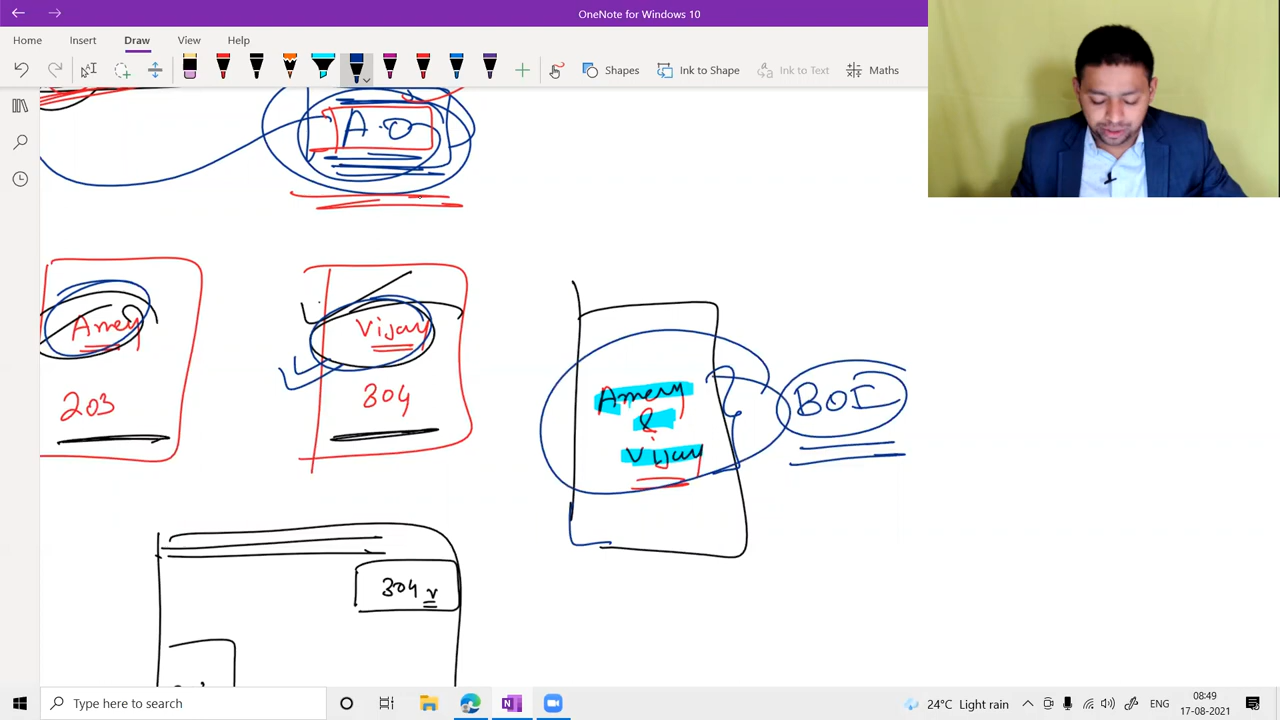 OneNote for Windows 10
Home Insert Draw View Help
Shapes Ink to Shape Ink to Text Maths
A.O
Amey
203
Vijay
304
Amey
&
Vijay
BOI
304 v
Type here to search
24°C Light rain
ENG
08:49
17-08-2021